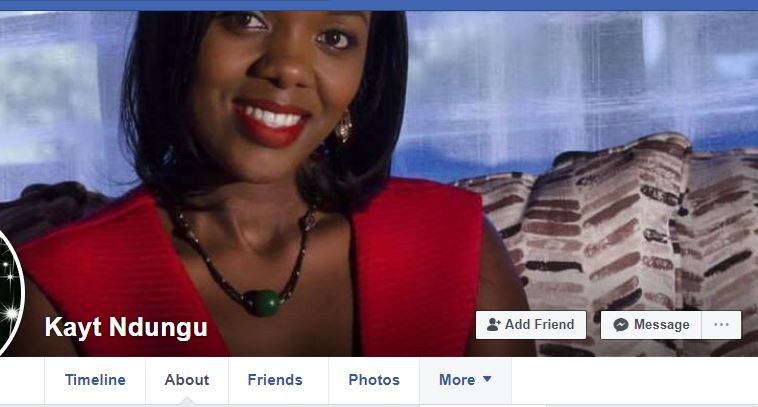 Kayt Ndungu
Add Friend
Message
Timeline
About
Friends
Photos
More